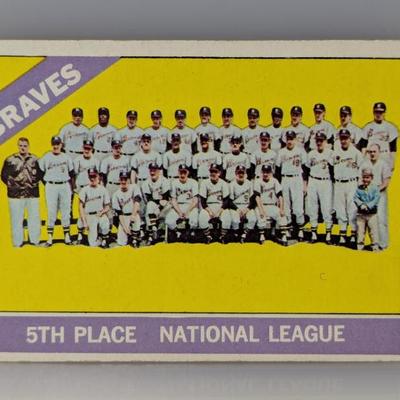 BRAVES
5TH PLACE NATIONAL LEAGUE